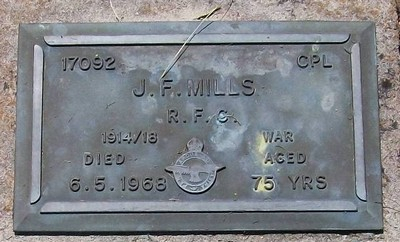 17092 CPL
J. F. MILLS
R. F. C.
1914/18 WAR
DIED AGED
6.5.1968 75 YRS